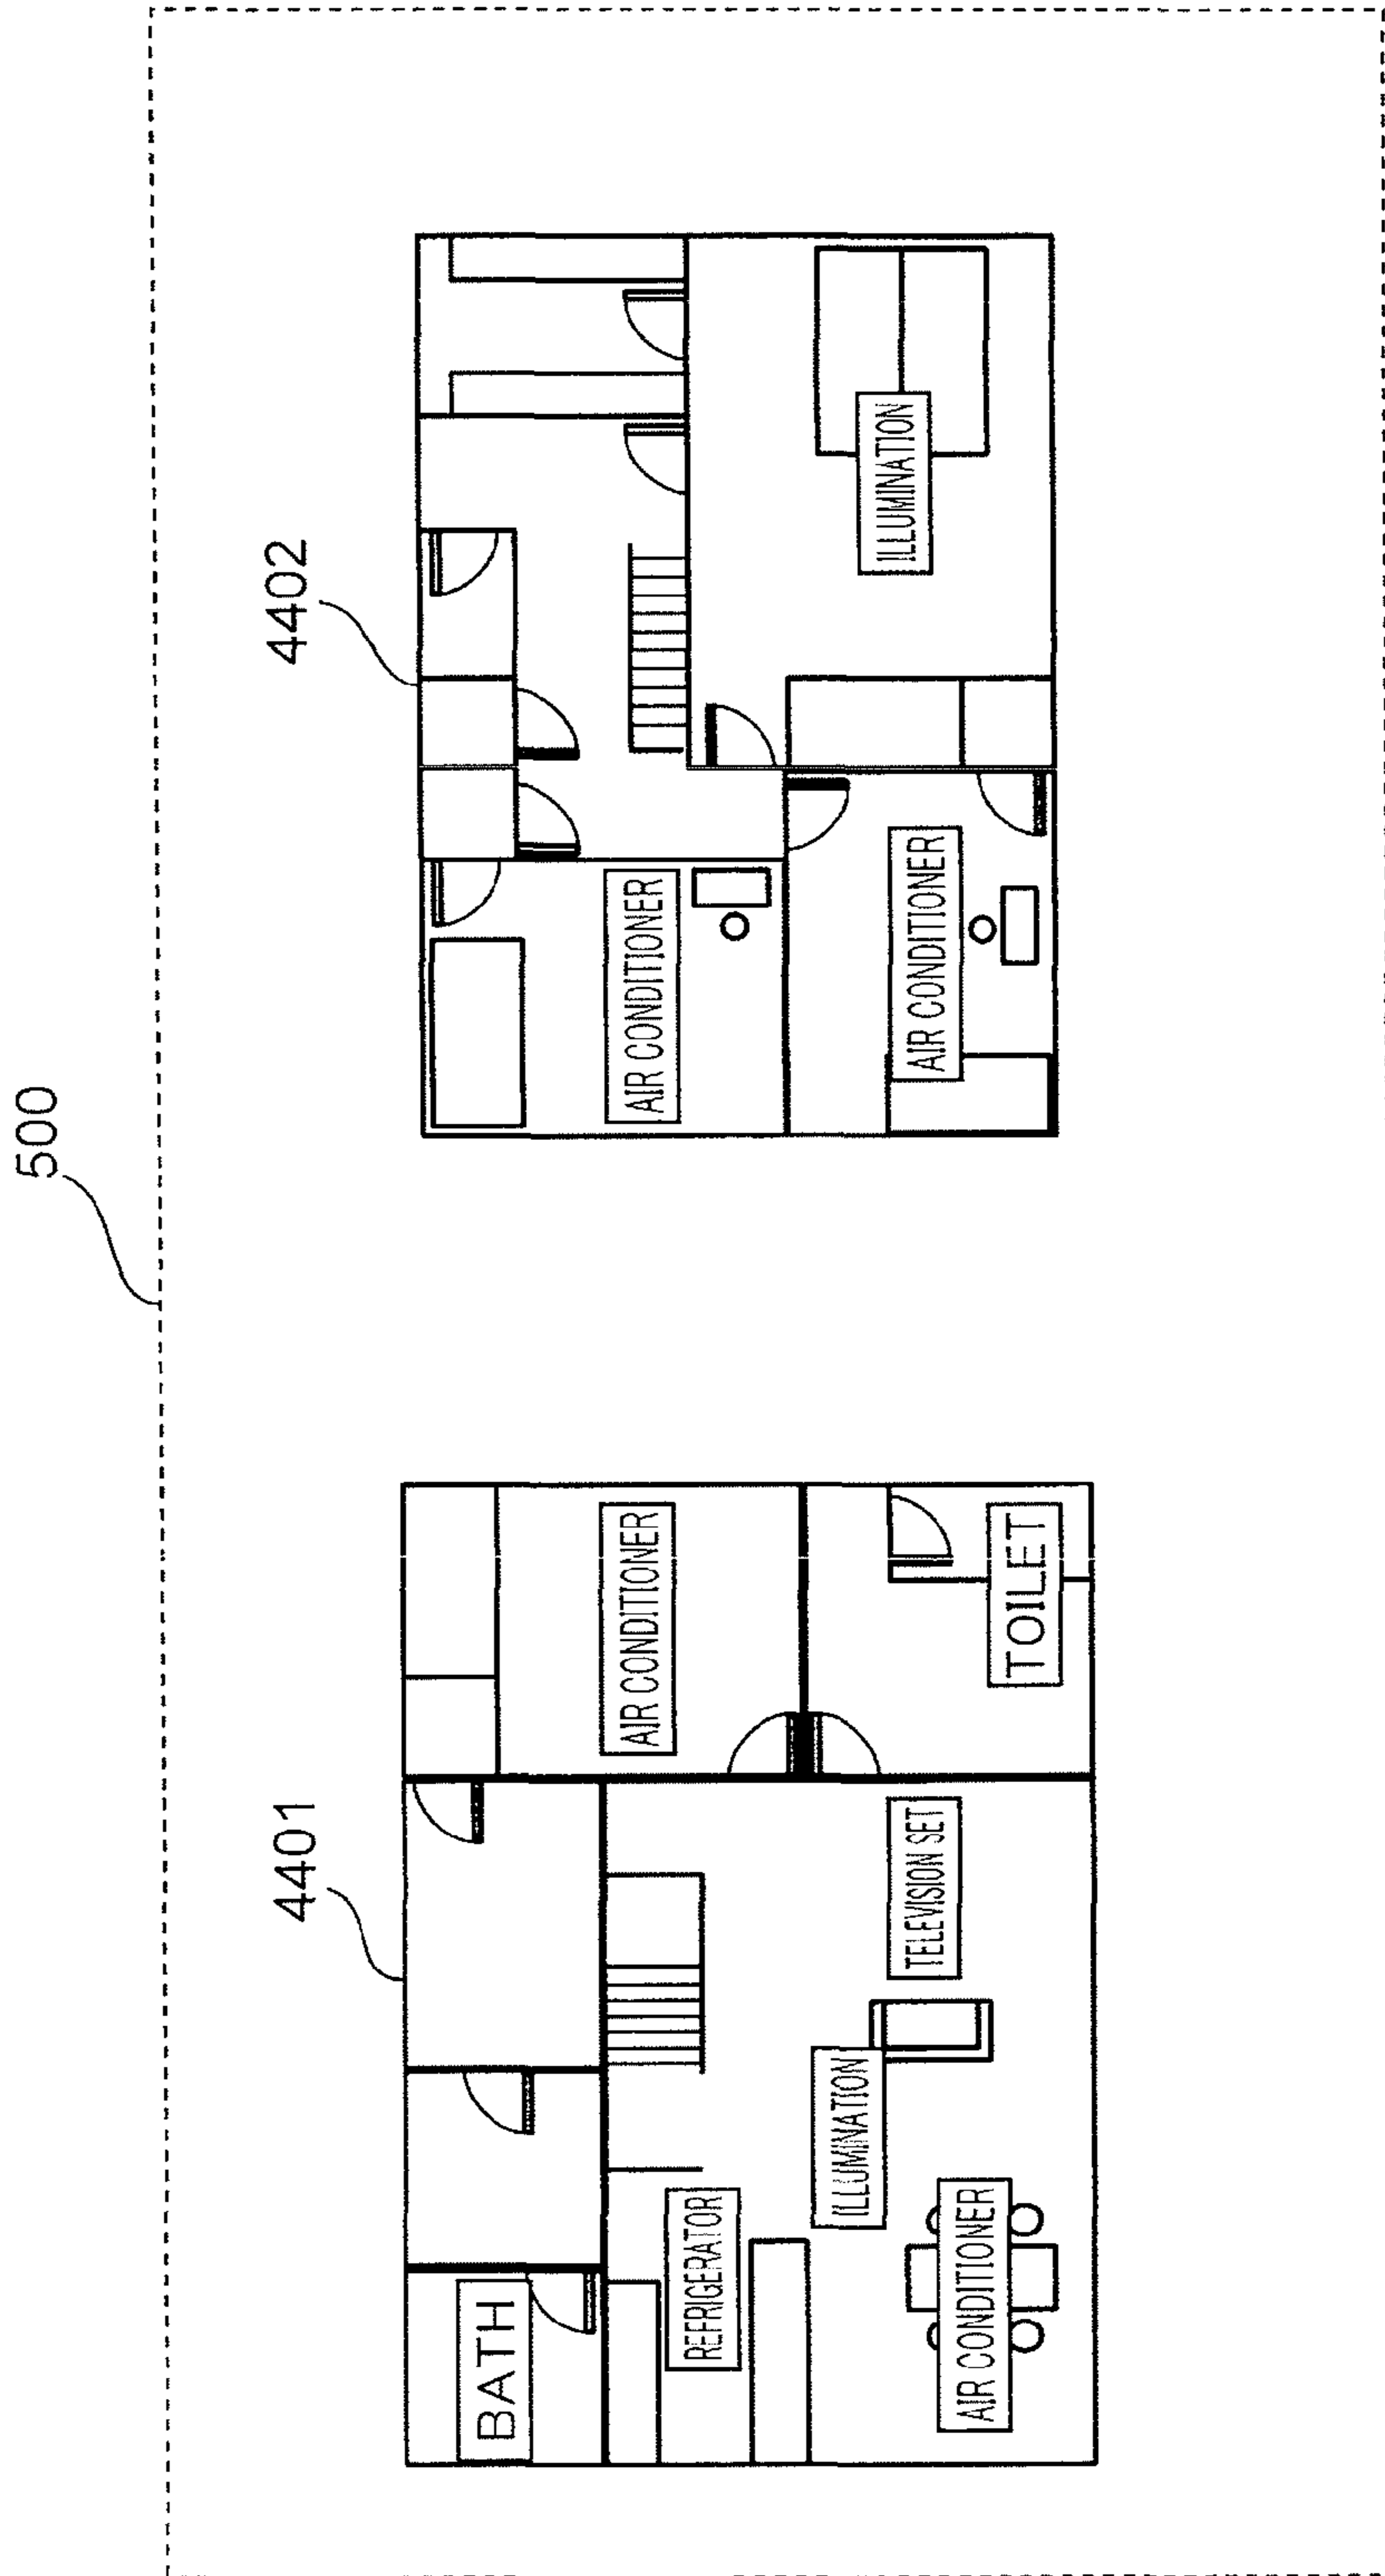 500
4401
4402
BATH
REFRIGERATOR
ILLUMINATION
AIR CONDITIONER
TELEVISION SET
AIR CONDITIONER
TOILET
AIR CONDITIONER
AIR CONDITIONER
ILLUMINATION